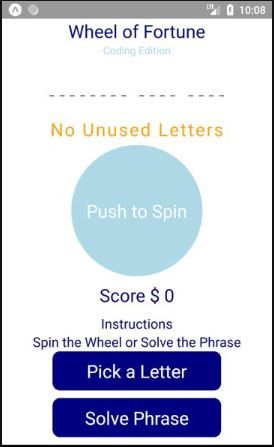 LTE 10:08
Wheel of Fortune
Coding Edition
-------- ---- ----
No Unused Letters
Push to Spin
Score $ 0
Instructions
Spin the Wheel or Solve the Phrase
Pick a Letter
Solve Phrase